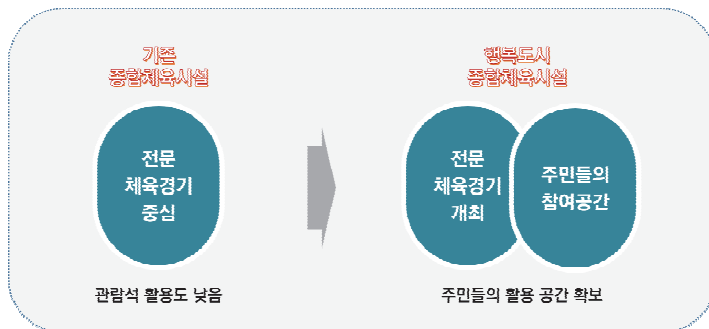 기존
종합체육시설
전문
체육경기
중심
관람석 활용도 낮음
행복도시
종합체육시설
전문
체육경기
개최
주민들의
참여공간
주민들의 활용 공간 확보